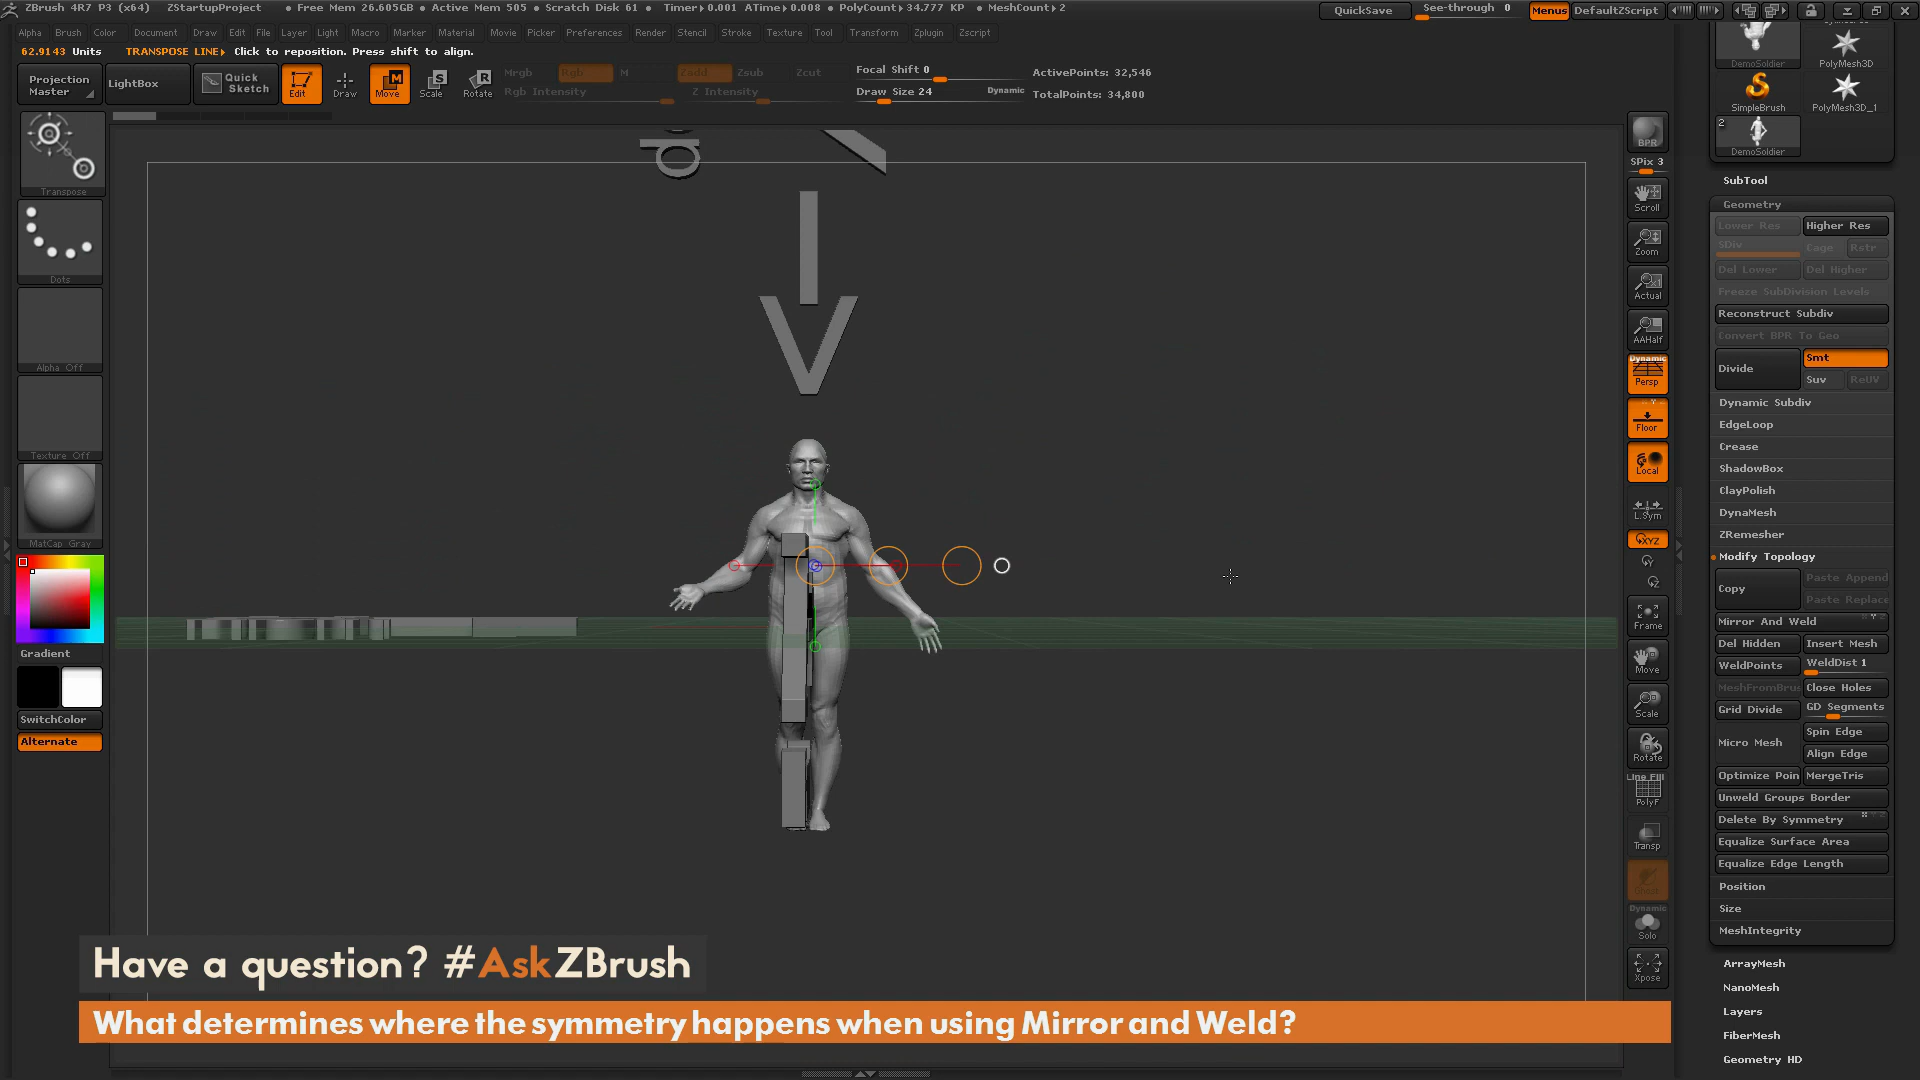 ZBrush 4R7 P3 (x64) ZStartupProject ● Free Mem 26.605GB ● Active Mem 505 ● Scratch Disk 61 ● Timer▸0.001 ATime▸0.008 ● PolyCount▸34.777 KP ● MeshCount▸2 QuickSave See-through 0 Menus DefaultZScript
Alpha Brush Color Document Draw Edit File Layer Light Macro Marker Material Movie Picker Preferences Render Stencil Stroke Texture Tool Transform Zplugin Zscript
62.9143 Units TRANSPOSE LINE▸ Click to reposition. Press shift to align.
Projection Master
LightBox
Quick Sketch
Edit
Draw
Move
Scale
Rotate
Mrgb Rgb M Zadd Zsub Zcut
Rgb Intensity Z Intensity
Focal Shift 0
Draw Size 24 Dynamic
ActivePoints: 32,546
TotalPoints: 34,800
Transpose
Dots
Alpha Off
Texture Off
MatCap Gray
Gradient
SwitchColor
Alternate
V
BPR
SPix 3
Scroll
Zoom
Actual
AAHalf
Dynamic
Persp
Floor
Local
L.Sym
XYZ
Frame
Move
Scale
Rotate
Line Fill
PolyF
Transp
Ghost
Dynamic
Solo
Xpose
DemoSoldier PolyMesh3D
SimpleBrush PolyMesh3D_1
2
DemoSoldier
SubTool
Geometry
Lower Res Higher Res
SDiv Cage Rstr
Del Lower Del Higher
Freeze SubDivision Levels
Reconstruct Subdiv
Convert BPR To Geo
Divide Smt
Suv ReUV
Dynamic Subdiv
EdgeLoop
Crease
ShadowBox
ClayPolish
DynaMesh
ZRemesher
Modify Topology
Copy Paste Append
Paste Replace
Mirror And Weld
Del Hidden Insert Mesh
WeldPoints WeldDist 1
MeshFromBru Close Holes
Grid Divide GD Segments
Micro Mesh Spin Edge
Align Edge
Optimize Poin MergeTris
Unweld Groups Border
Delete By Symmetry
Equalize Surface Area
Equalize Edge Length
Position
Size
MeshIntegrity
ArrayMesh
NanoMesh
Layers
FiberMesh
Geometry HD
Have a question? #AskZBrush
What determines where the symmetry happens when using Mirror and Weld?